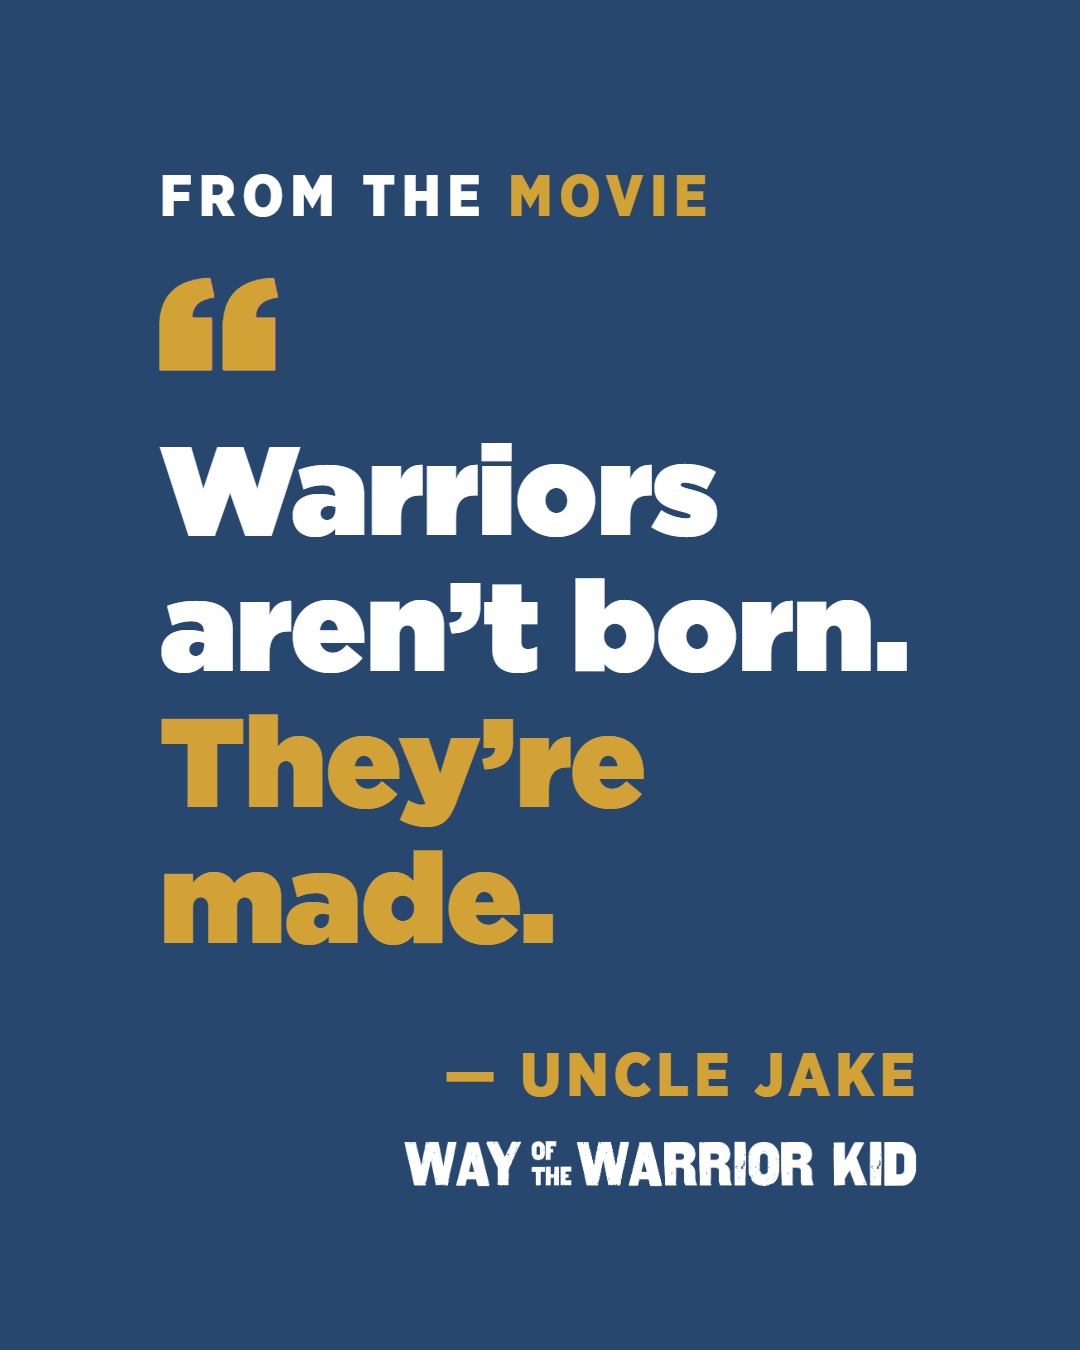 FROM THE MOVIE
“
Warriors
aren’t born.
They’re
made.
— UNCLE JAKE
WAY OF THE WARRIOR KID